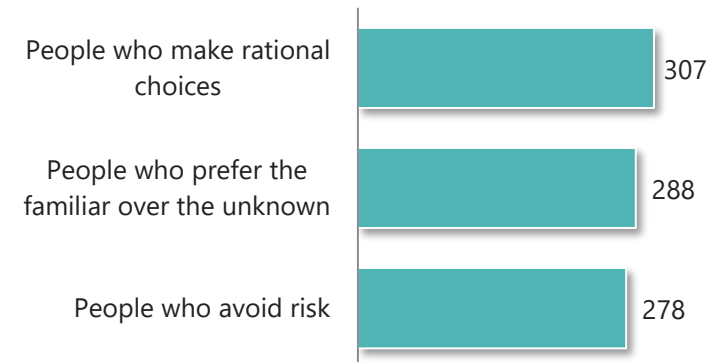 People who make rational
choices
307
People who prefer the
familiar over the unknown
288
People who avoid risk
278